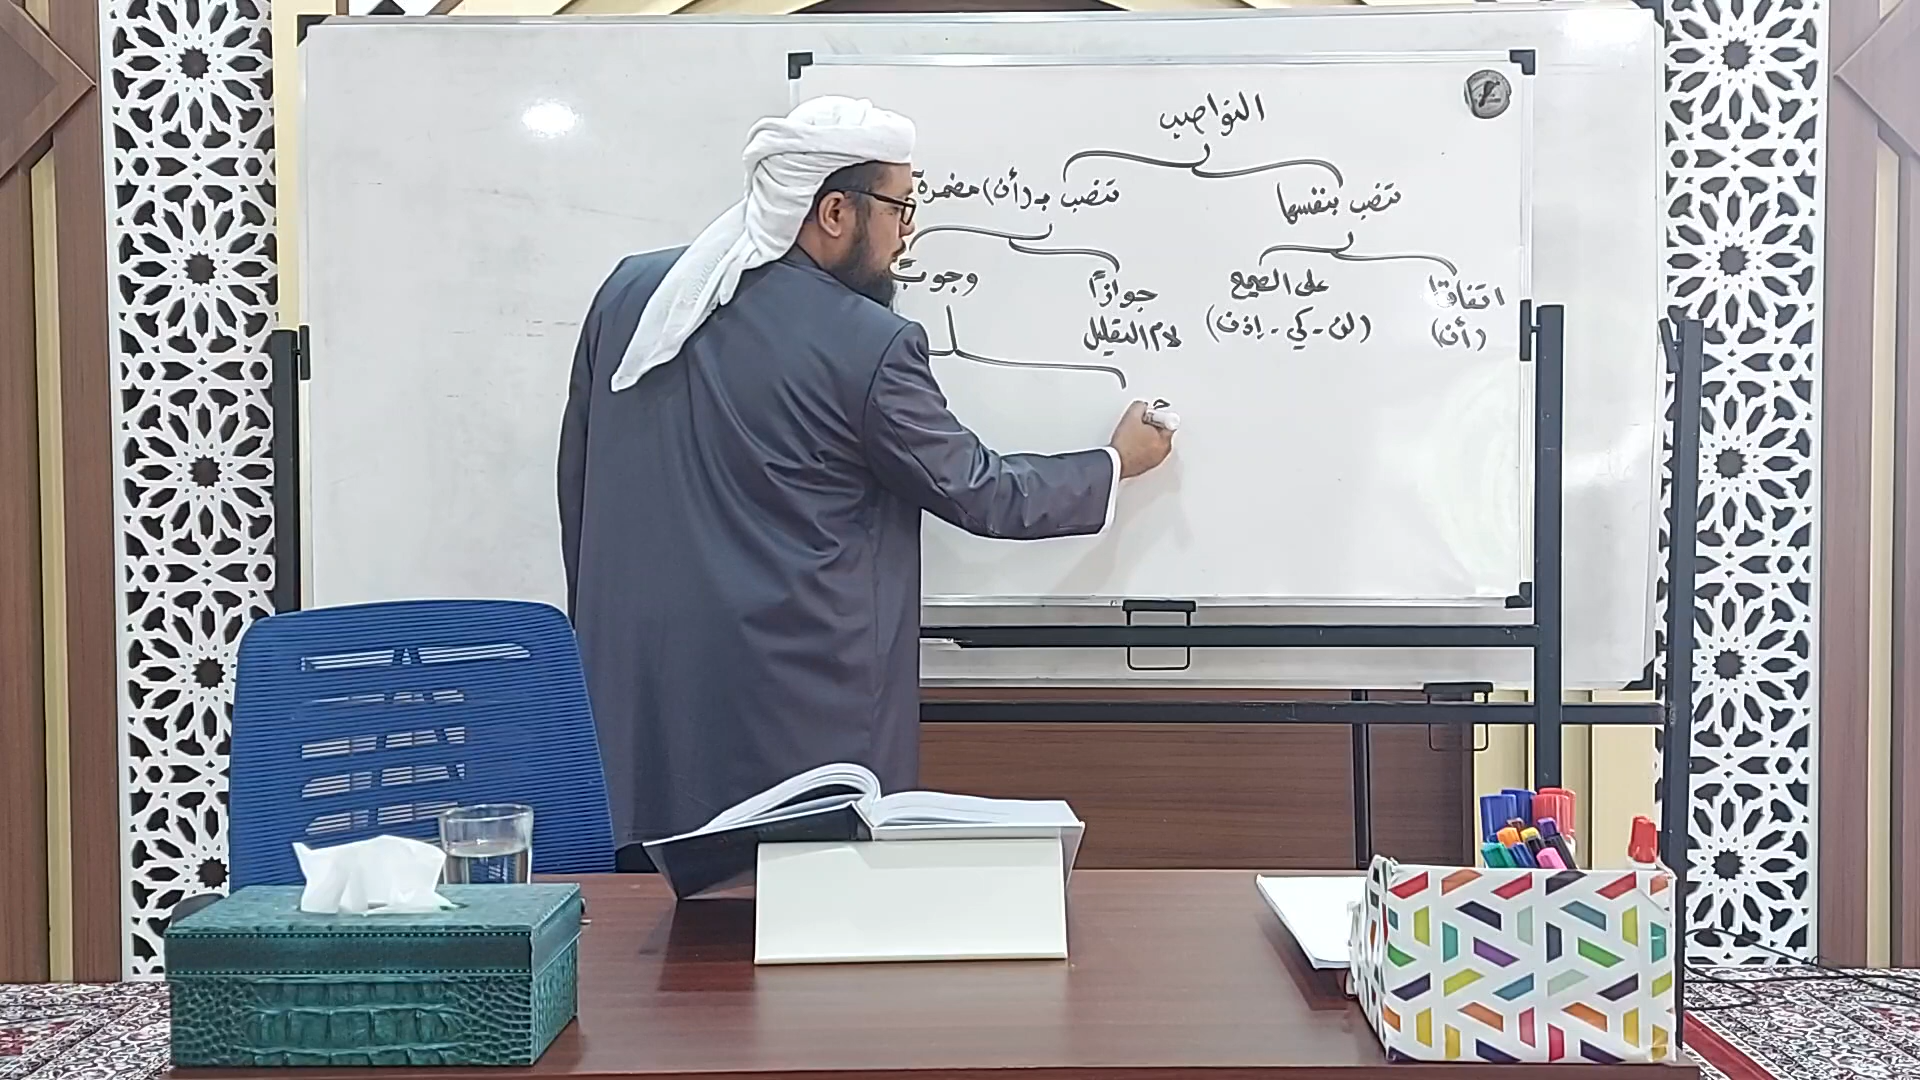 النواصب
تنصب بنفسها
تنصب بـ (أن) مضمرة
اتفاقا
على الصحيح
جوازاً
وجوباً
(أن)
(لن - كي - إذن)
لام التعليل